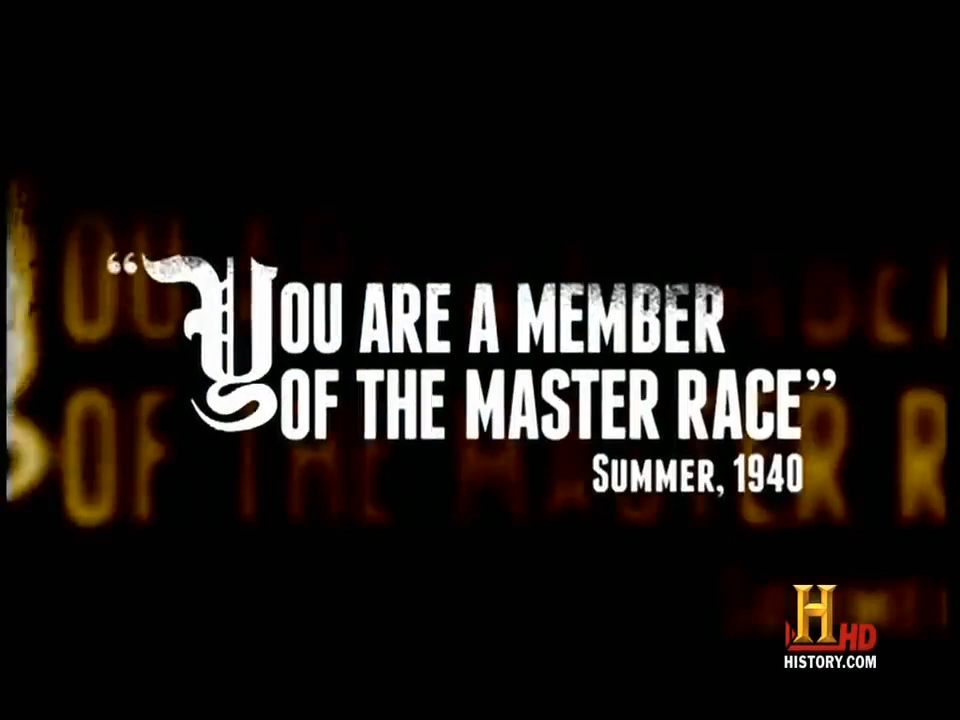 “YOU ARE A MEMBER
OF THE MASTER RACE”
SUMMER, 1940
H HD
HISTORY.COM